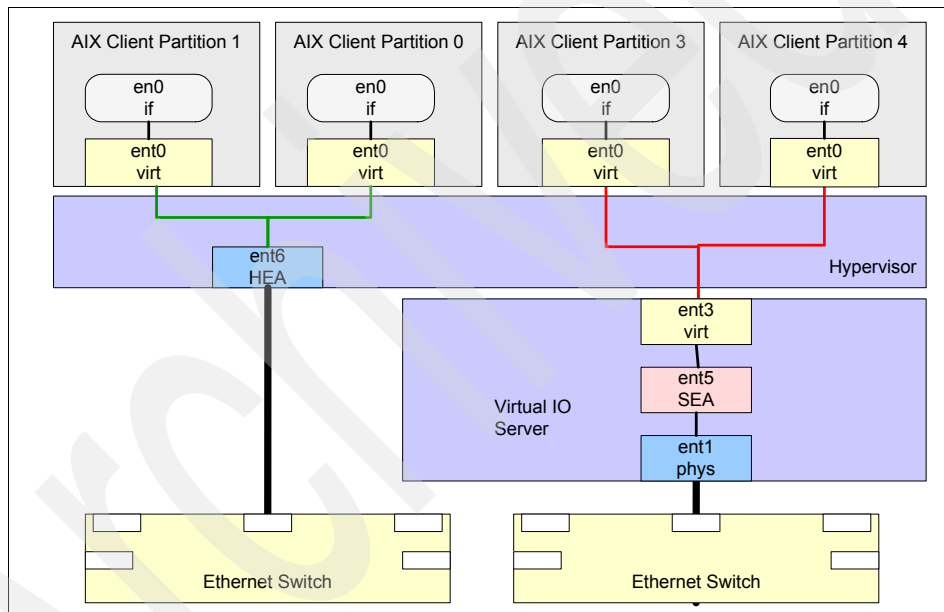 AIX Client Partition 1
AIX Client Partition 0
AIX Client Partition 3
AIX Client Partition 4
en0
if
en0
if
en0
if
en0
if
ent0
virt
ent0
virt
ent0
virt
ent0
virt
ent6
HEA
Hypervisor
ent3
virt
ent5
SEA
Virtual IO
Server
ent1
phys
Ethernet Switch
Ethernet Switch
Archived